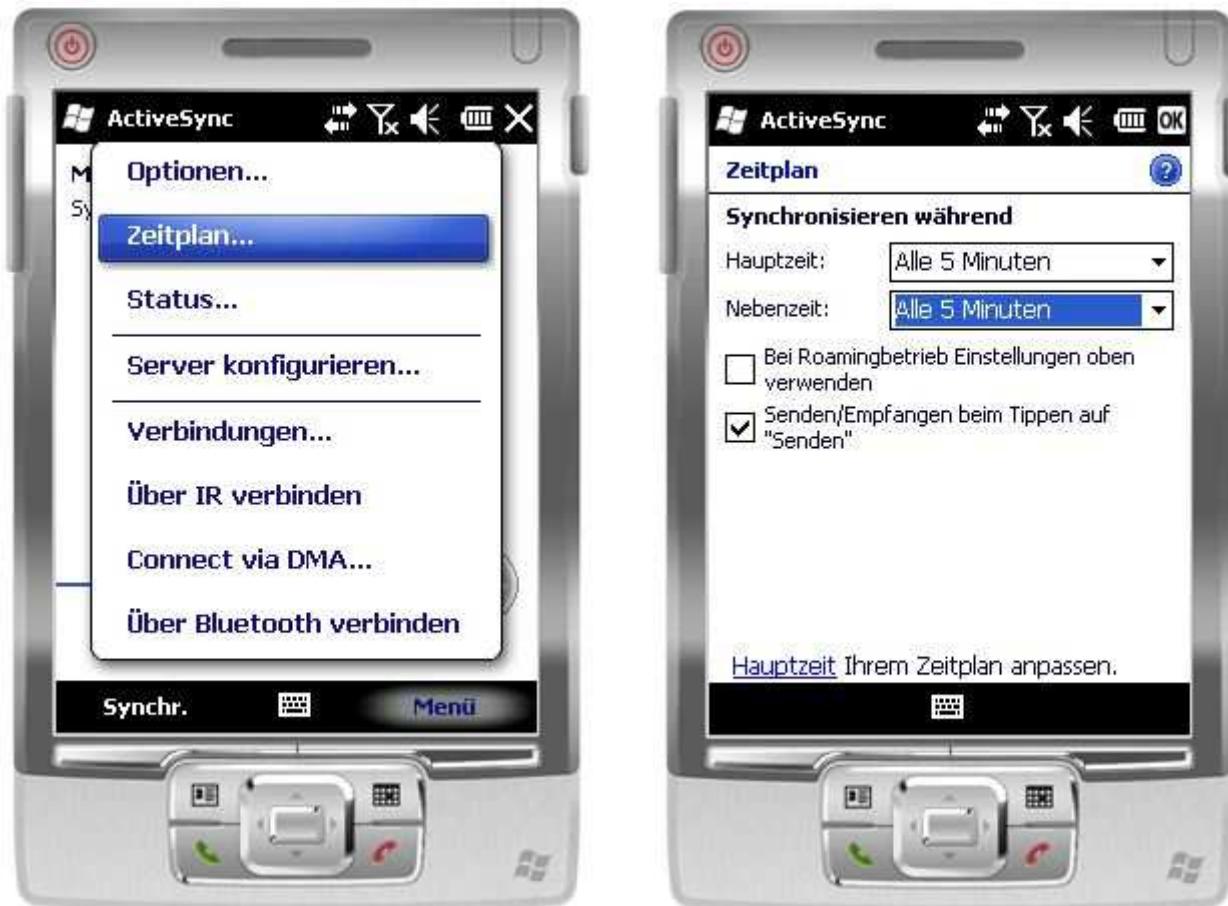 ActiveSync
M
Sy
Optionen...
Zeitplan...
Status...
Server konfigurieren...
Verbindungen...
Über IR verbinden
Connect via DMA...
Über Bluetooth verbinden
Synchr.
Menü
ActiveSync
OK
Zeitplan
?
Synchronisieren während
Hauptzeit: Alle 5 Minuten
Nebenzeit: Alle 5 Minuten
Bei Roamingbetrieb Einstellungen oben
verwenden
Senden/Empfangen beim Tippen auf
"Senden"
Hauptzeit Ihrem Zeitplan anpassen.